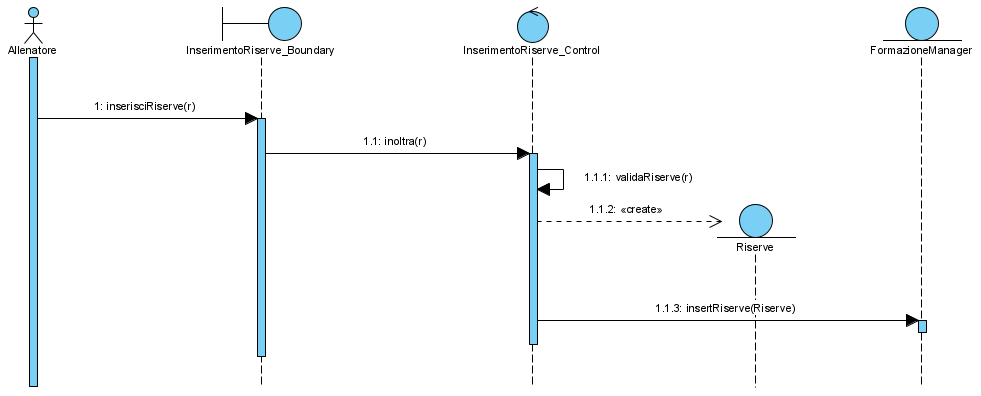 Allenatore
InserimentoRiserve_Boundary
InserimentoRiserve_Control
FormazioneManager
1: inserisciRiserve(r)
1.1: inoltra(r)
1.1.1: validaRiserve(r)
1.1.2: «create»
Riserve
1.1.3: insertRiserve(Riserve)